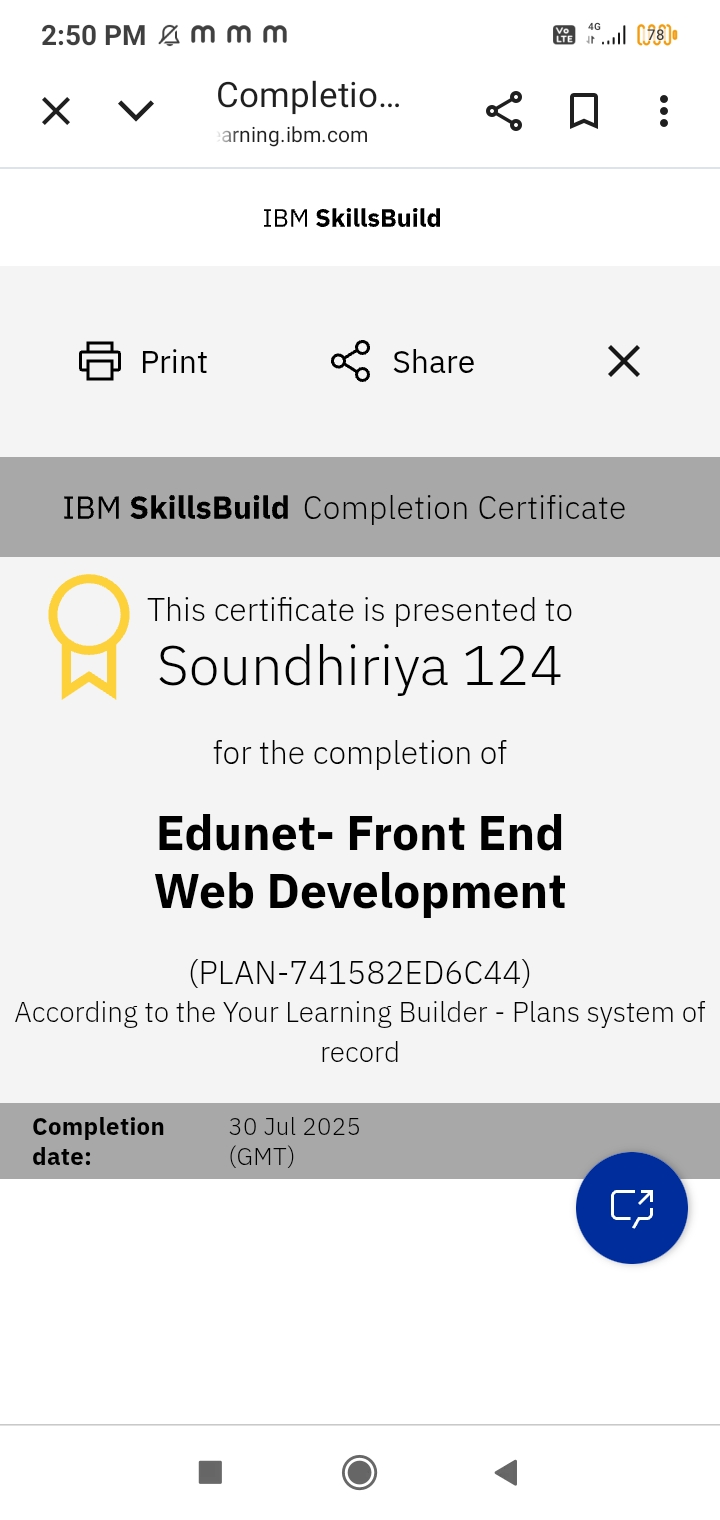 2:50 PM m m m Vo LTE 4G 78
Completio...
arning.ibm.com
IBM SkillsBuild
Print Share
IBM SkillsBuild Completion Certificate
This certificate is presented to
Soundhiriya 124
for the completion of
Edunet- Front End
Web Development
(PLAN-741582ED6C44)
According to the Your Learning Builder - Plans system of
record
Completion 30 Jul 2025
date: (GMT)